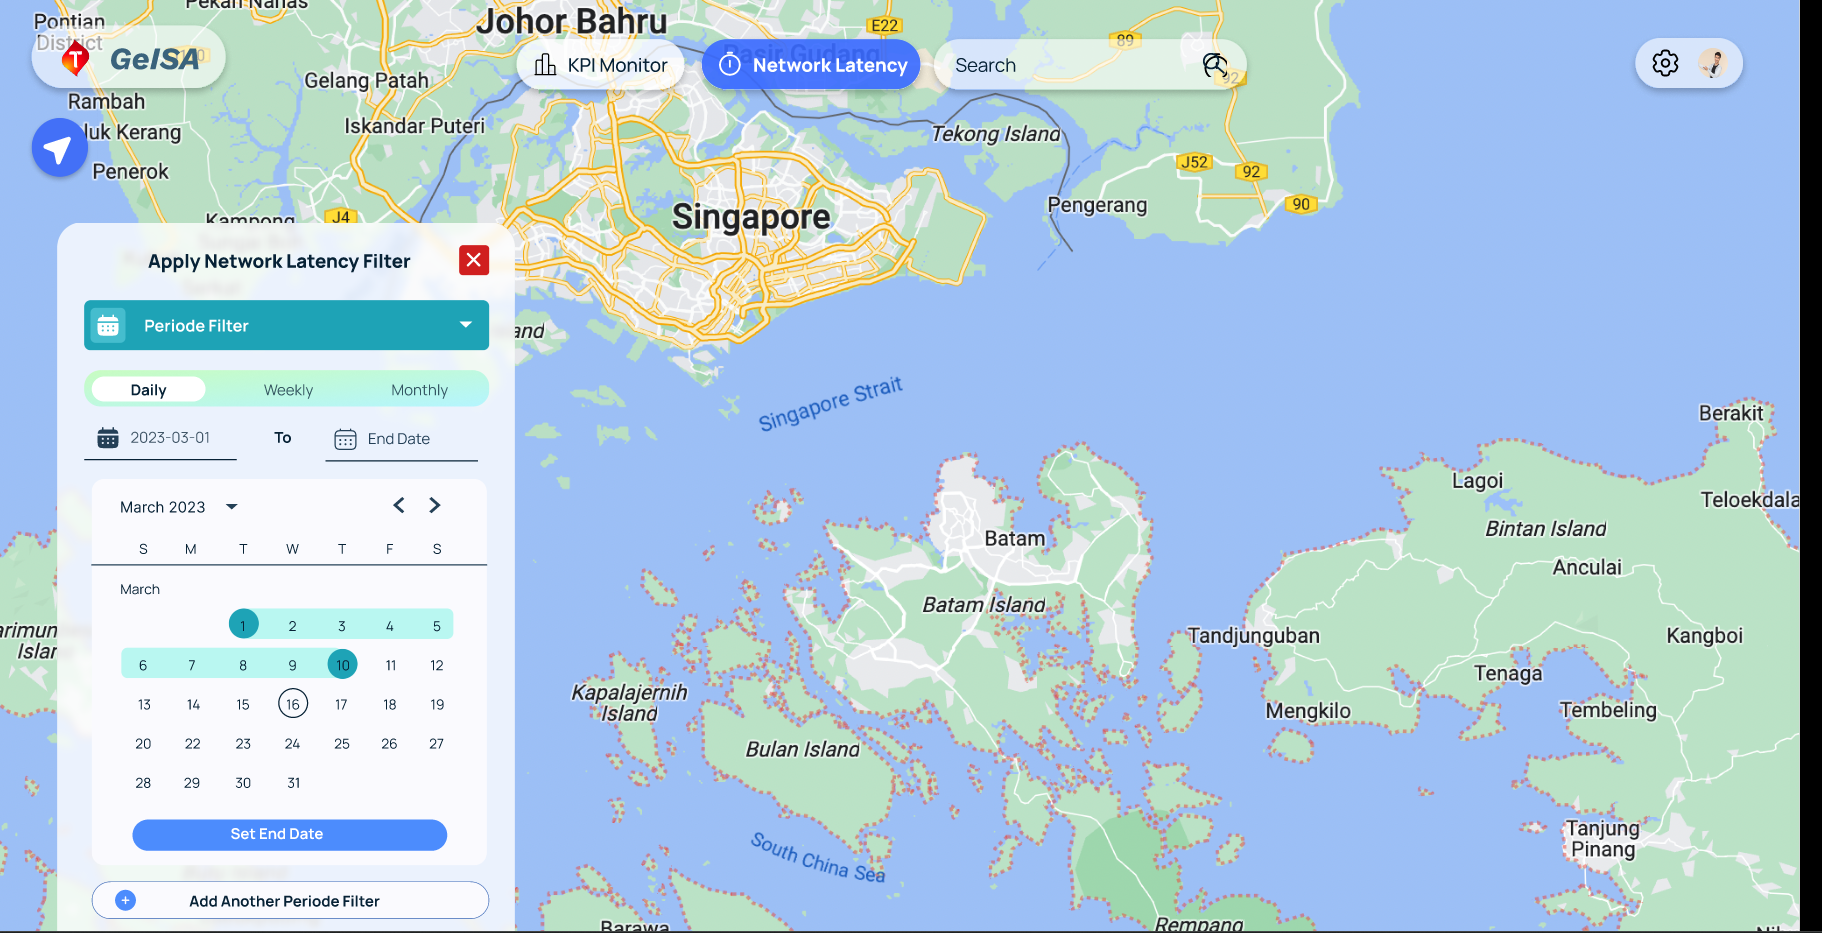 Pekan Nanas
Pontian
District
Johor Bahru
E22
89
Pasir Gudang
GeISA
KPI Monitor
Network Latency
Search
92
Gelang Patah
Rambah
Iskandar Puteri
Tekong Island
luk Kerang
Penerok
J52
92
90
Pengerang
Kampong
J4
Singapore
Apply Network Latency Filter
Periode Filter
and
Daily
Weekly
Monthly
Singapore Strait
2023-03-01
To
End Date
Berakit
Lagoi
Teloekdala
Bintan Island
Batam
Anculai
March 2023
S M T W T F S
March
1 2 3 4 5
6 7 8 9 10 11 12
13 14 15 16 17 18 19
20 22 23 24 25 26 27
28 29 30 31
Set End Date
Add Another Periode Filter
arimun
Islan
Batam Island
Tandjunguban
Kangboi
Tenaga
Kapalajernih
Island
Mengkilo
Tembeling
Bulan Island
Tanjung
Pinang
South China Sea
Barawa
Rempang